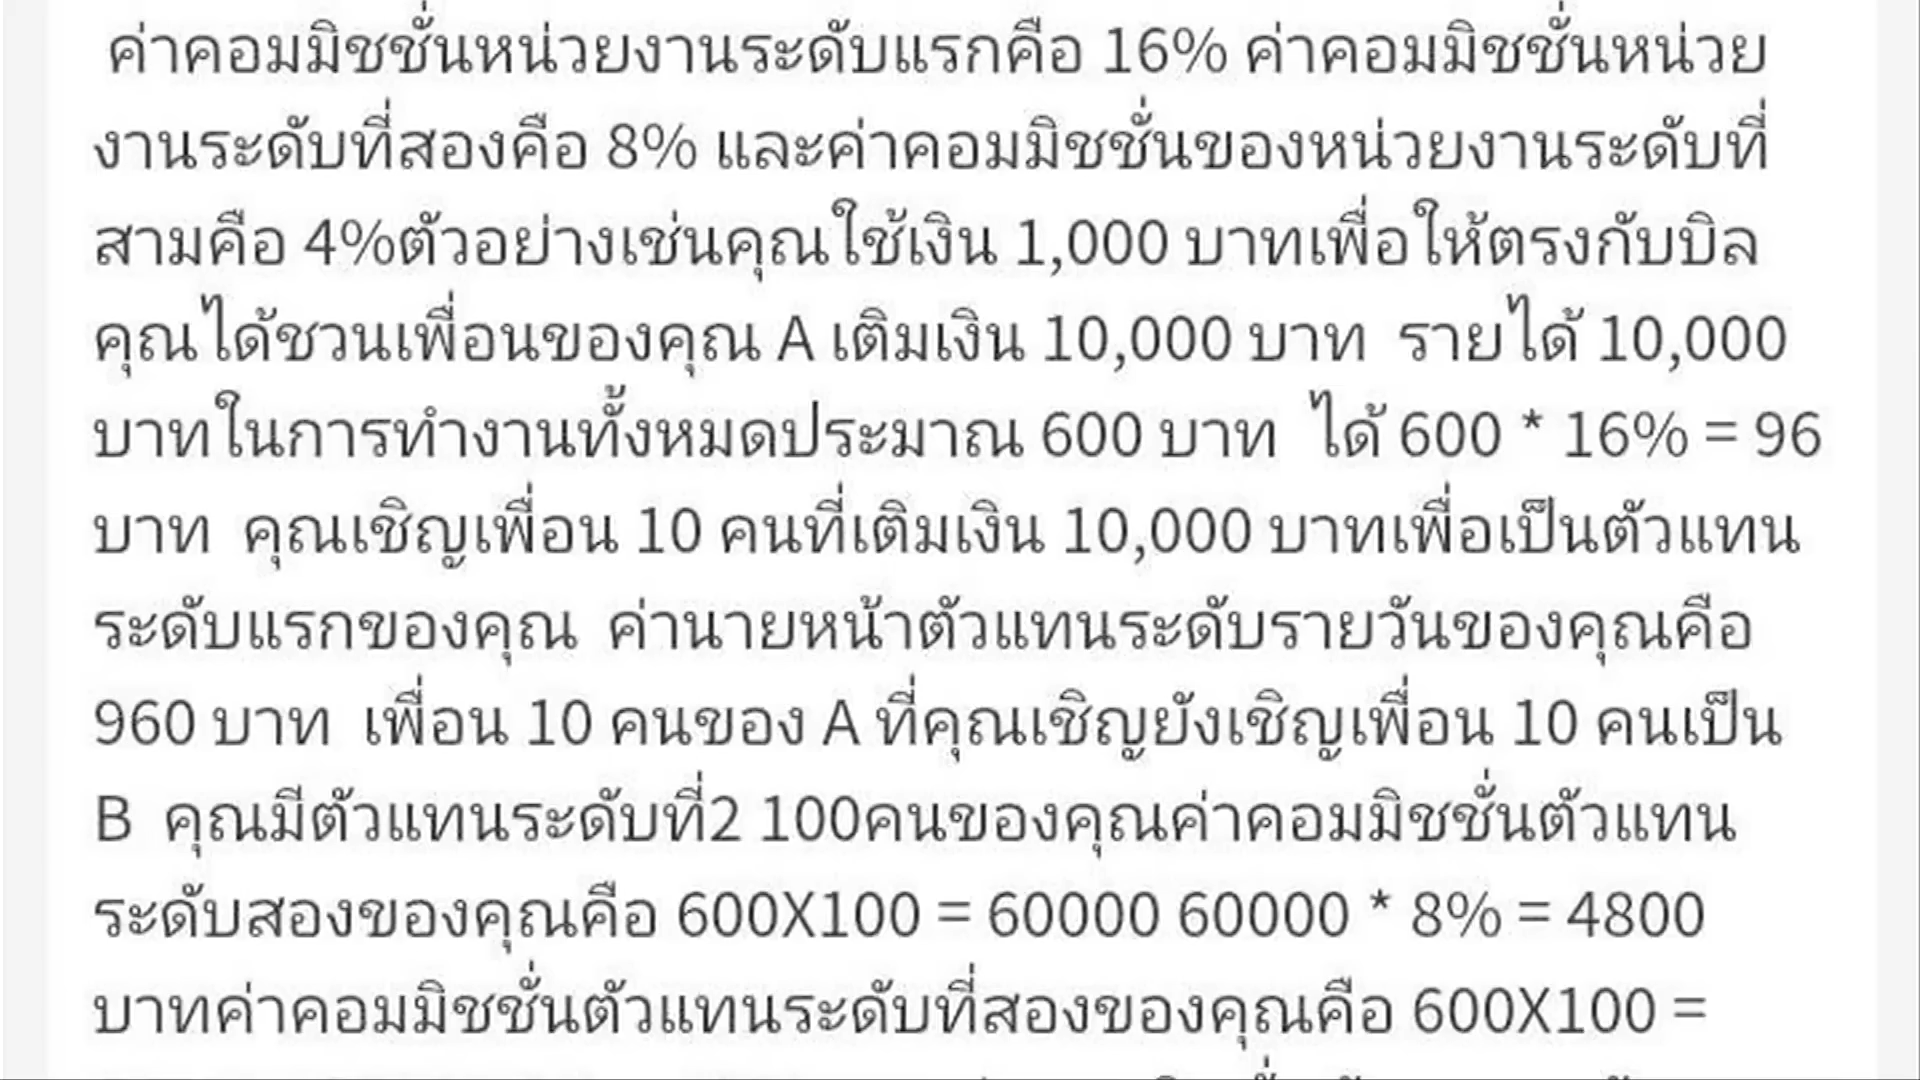 ค่าคอมมิชชั่นหน่วยงานระดับแรกคือ 16% ค่าคอมมิชชั่นหน่วย
งานระดับที่สองคือ 8% และค่าคอมมิชชั่นของหน่วยงานระดับที่
สามคือ 4%ตัวอย่างเช่นคุณใช้เงิน 1,000 บาทเพื่อให้ตรงกับบิล
คุณได้ชวนเพื่อนของคุณ A เติมเงิน 10,000 บาท รายได้ 10,000
บาทในการทำงานทั้งหมดประมาณ 600 บาท ได้ 600 * 16% = 96
บาท คุณเชิญเพื่อน 10 คนที่เติมเงิน 10,000 บาทเพื่อเป็นตัวแทน
ระดับแรกของคุณ ค่านายหน้าตัวแทนระดับรายวันของคุณคือ
960 บาท เพื่อน 10 คนของ A ที่คุณเชิญยังเชิญเพื่อน 10 คนเป็น
B คุณมีตัวแทนระดับที่2 100คนของคุณค่าคอมมิชชั่นตัวแทน
ระดับสองของคุณคือ 600X100 = 60000 60000 * 8% = 4800
บาทค่าคอมมิชชั่นตัวแทนระดับที่สองของคุณคือ 600X100 =